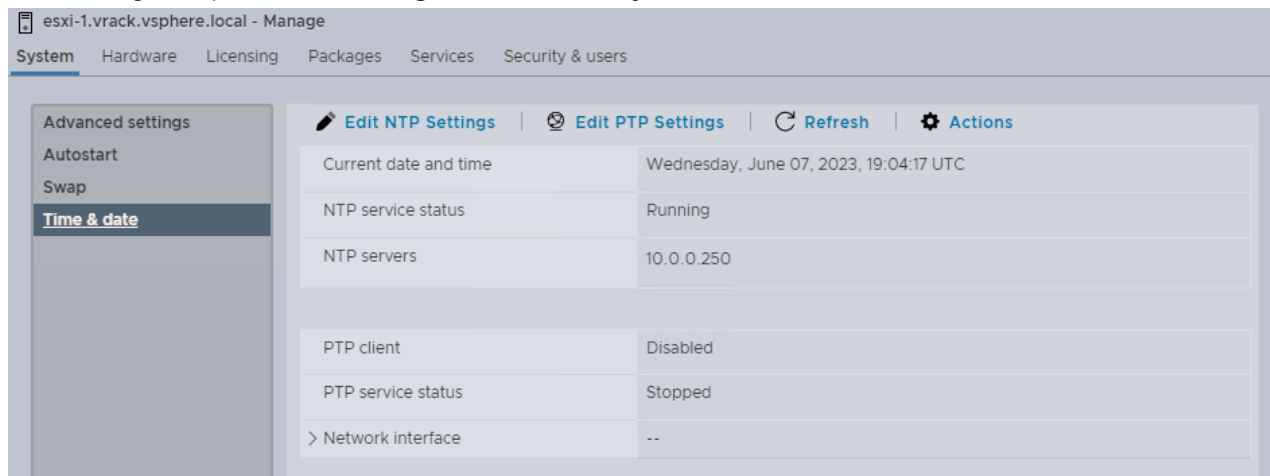 esxi-1.vrack.vsphere.local - Manage
System Hardware Licensing Packages Services Security & users
Advanced settings
Autostart
Swap
Time & date
Edit NTP Settings | Edit PTP Settings | Refresh | Actions
Current date and time Wednesday, June 07, 2023, 19:04:17 UTC
NTP service status Running
NTP servers 10.0.0.250
PTP client Disabled
PTP service status Stopped
> Network interface --